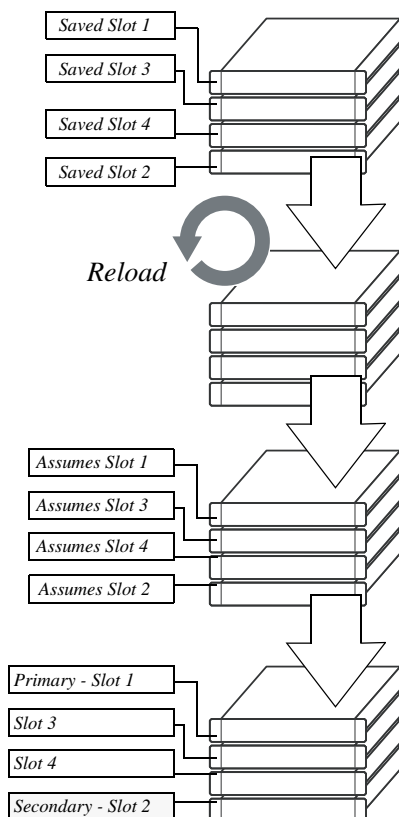 Saved Slot 1
Saved Slot 3
Saved Slot 4
Saved Slot 2
Reload
Assumes Slot 1
Assumes Slot 3
Assumes Slot 4
Assumes Slot 2
Primary - Slot 1
Slot 3
Slot 4
Secondary - Slot 2